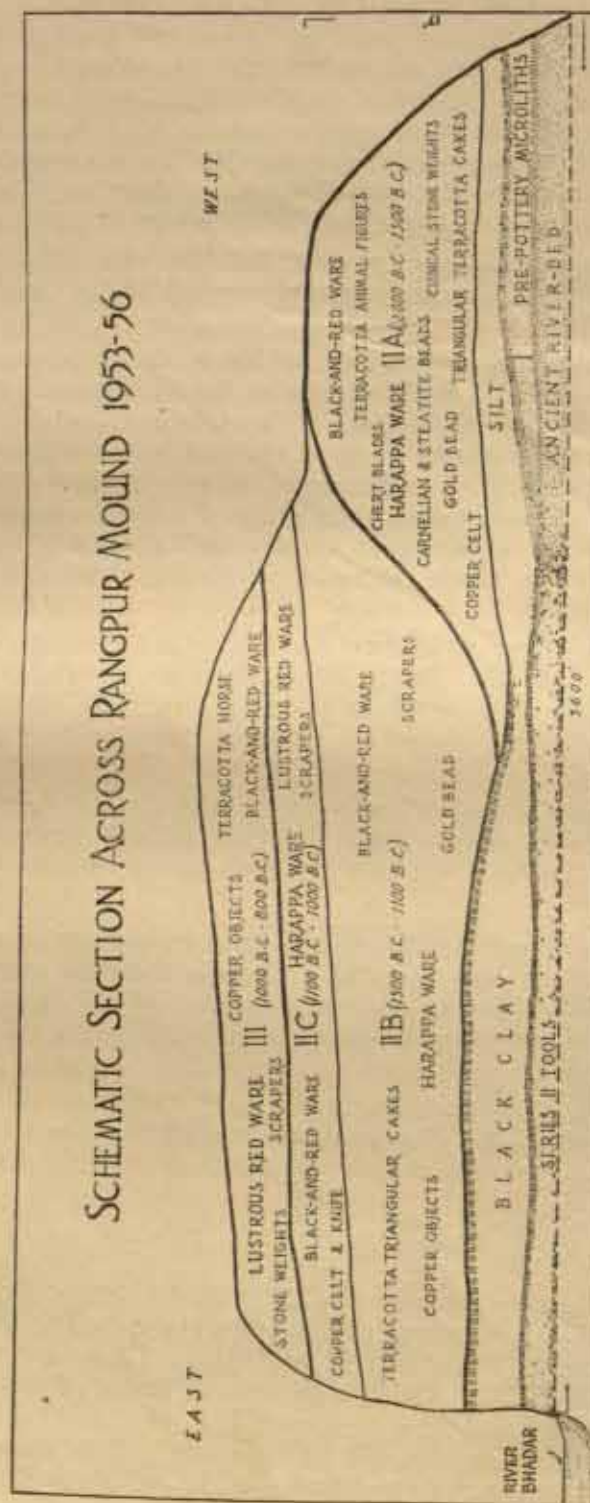 SCHEMATIC SECTION ACROSS RANGPUR MOUND 1953-56
EAST
WEST
COPPER OBJECTS
TERRACOTTA HORSE
LUSTROUS RED WARE III (1000 B.C - 800 B.C)
BLACK-AND-RED WARE
STONE WEIGHTS
SCRAPERS
LUSTROUS RED WARE
SCRAPERS
BLACK-AND-RED WARE IIC HARAPPA WARE
(1100 B.C - 1000 B.C)
COPPER CELT & KNIFE
BLACK-AND-RED WARE
TERRACOTTA TRIANGULAR CAKES IIB (1500 B.C - 1100 B.C)
SCRAPERS
COPPER OBJECTS
HARAPPA WARE
GOLD BEAD
BLACK-AND-RED WARE
TERRACOTTA ANIMAL FIGURES
CHERT BLADES
HARAPPA WARE IIA (2000 B.C - 1500 B.C)
CARNELIAN & STEATITE BEADS
CONICAL STONE WEIGHTS
GOLD BEAD
TRIANGULAR TERRACOTTA CAKES
COPPER CELT
SILT
BLACK CLAY
I
PRE-POTTERY MICROLITHS
SERIES II TOOLS
ANCIENT RIVER-BED
RIVER
BHADAR
3600